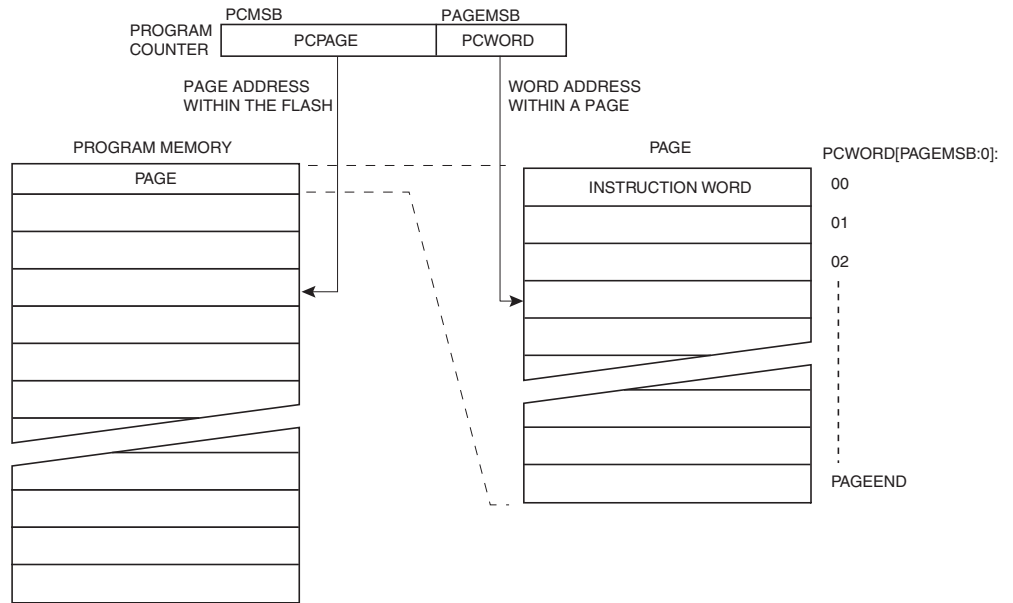 PCMSB
PAGEMSB
PROGRAM
COUNTER
PCPAGE
PCWORD
PAGE ADDRESS
WITHIN THE FLASH
WORD ADDRESS
WITHIN A PAGE
PROGRAM MEMORY
PAGE
PAGE
PCWORD[PAGEMSB:0]:
INSTRUCTION WORD
00
01
02
PAGEEND